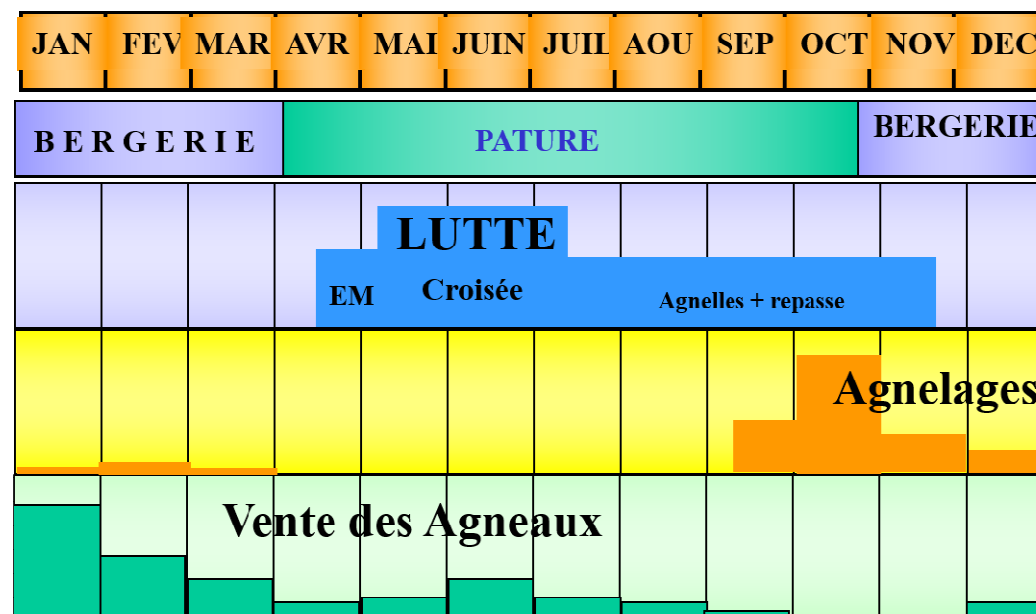 JAN FEV MAR AVR MAI JUIN JUIL AOU SEP OCT NOV DEC
BERGERIE PATURE BERGERIE
LUTTE
EM Croisée Agnelles + repasse
Agnelages
Vente des Agneaux